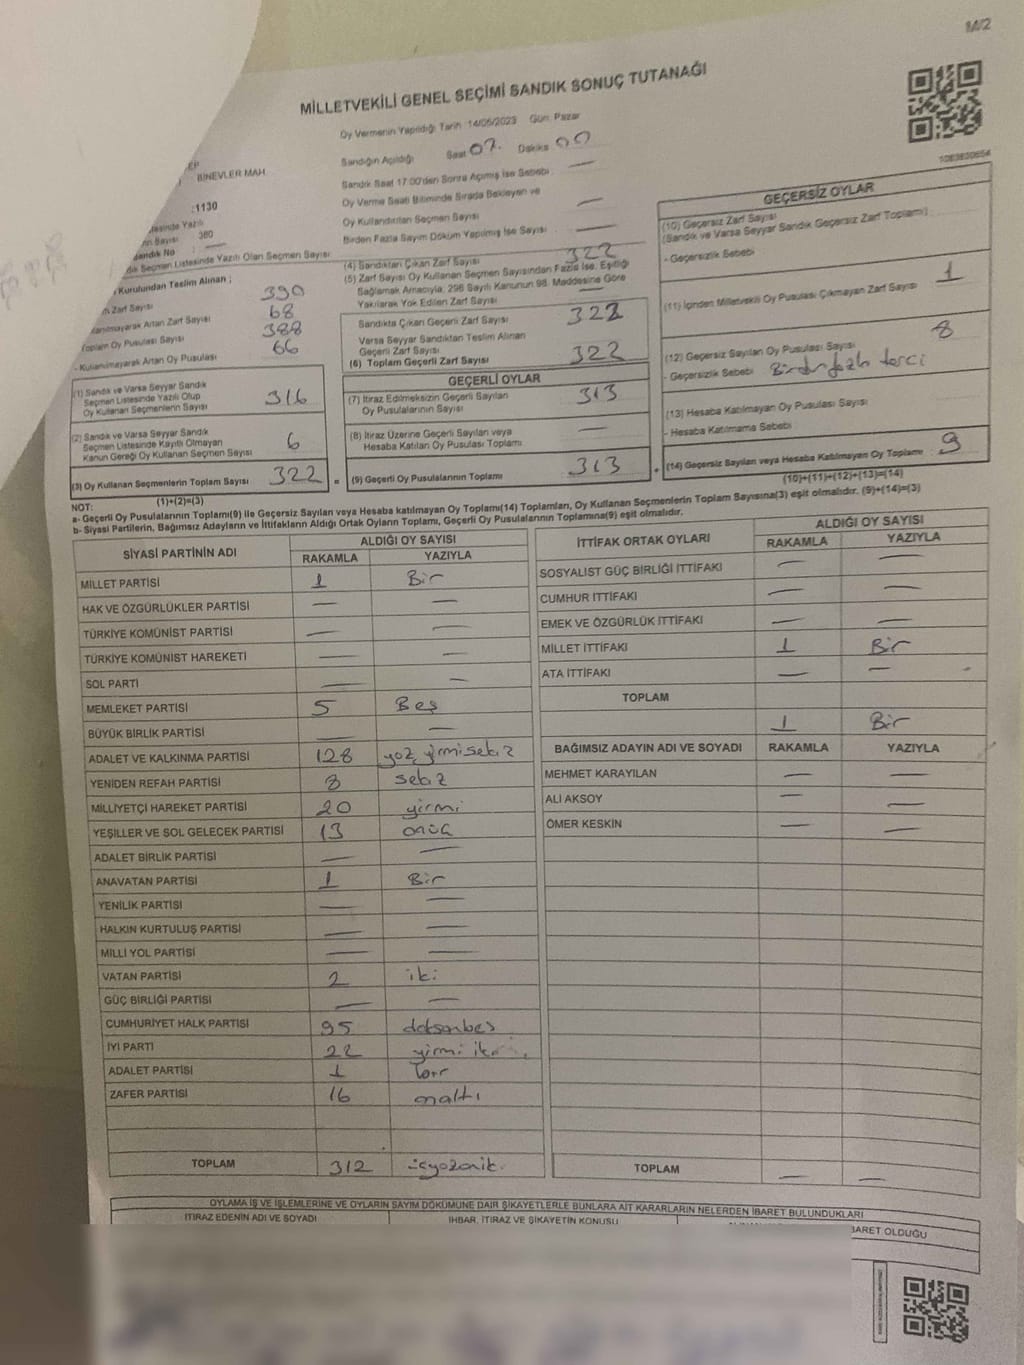 M/2
MİLLETVEKİLİ GENEL SEÇİMİ SANDIK SONUÇ TUTANAĞI
Oy Vermenin Yapıldığı Tarih :14/05/2023 Gün: Pazar
Sandığın Açıldığı Saat 07. Dakika 00
Sandık Saat 17:00'den Sonra Açımış İse Sebebi : —
Oy Verme Saati Bitiminde Sırada Bekleyen ve
Oy Kullandırılan Seçmen Sayısı —
Birden Fazla Sayım Döküm Yapılmış İse Sayısı —
EP
BİNEVLER MAH.
:1130
Listesinde Yazılı
Sayısı : 380
Sandık No : —
Seçmen Listesinde Yazılı Olan Seçmen Sayısı : —
Kurulundan Teslim Alınan ;
Zarf Sayısı 390
Artan Zarf Sayısı 68
Toplam Oy Pusulası Sayısı 388
- Kullanılmayarak Artan Oy Pusulası 66
(1) Sandık ve Varsa Seyyar Sandık
Seçmen Listesinde Yazılı Olup
Oy Kullanan Seçmenlerin Sayısı 316
(2) Sandık ve Varsa Seyyar Sandık
Seçmen Listesinde Kayıtlı Olmayan
Kanun Gereği Oy Kullanan Seçmen Sayısı 6
(3) Oy Kullanan Seçmenlerin Toplam Sayısı 322 =
(1)+(2)=(3)
(4) Sandıktan Çıkan Zarf Sayısı 322
(5) Zarf Sayısı Oy Kullanan Seçmen Sayısından Fazla İse, Eşitliği
Sağlamak Amacıyla, 298 Sayılı Kanunun 98. Maddesine Göre
Yakılarak Yok Edilen Zarf Sayısı —
Sandıkta Çıkan Geçerli Zarf Sayısı 322
Varsa Seyyar Sandıktan Teslim Alınan
Geçerli Zarf Sayısı
(6) Toplam Geçerli Zarf Sayısı 322
GEÇERLİ OYLAR
(7) İtiraz Edilmeksizin Geçerli Sayılan
Oy Pusulalarının Sayısı 313
(8) İtiraz Üzerine Geçerli Sayılan veya
Hesaba Katılan Oy Pusulası Toplamı —
(9) Geçerli Oy Pusulalarının Toplamı 313 +
1083830654
GEÇERSİZ OYLAR
(10) Geçersiz Zarf Sayısı
(Sandık ve Varsa Seyyar Sandık Geçersiz Zarf Toplamı)
- Geçersizlik Sebebi
(11) İçinden Milletvekili Oy Pusulası Çıkmayan Zarf Sayısı 1
(12) Geçersiz Sayılan Oy Pusulası Sayısı 8
- Geçersizlik Sebebi Birden fazla terci
(13) Hesaba Katılmayan Oy Pusulası Sayısı
- Hesaba Katılmama Sebebi
(14) Geçersiz Sayılan veya Hesaba Katılmayan Oy Toplamı : 9
(10)+(11)+(12)+(13)=(14)
NOT:
a- Geçerli Oy Pusulalarının Toplamı(9) ile Geçersiz Sayılan veya Hesaba katılmayan Oy Toplamı(14) Toplamları, Oy Kullanan Seçmenlerin Toplam Sayısına(3) eşit olmalıdır. (9)+(14)=(3)
b- Siyasi Partilerin, Bağımsız Adayların ve İttifakların Aldığı Ortak Oyların Toplamı, Geçerli Oy Pusulalarının Toplamına(9) eşit olmalıdır.
SİYASİ PARTİNİN ADI ALDIĞI OY SAYISI
RAKAMLA YAZIYLA
MİLLET PARTİSİ 1 Bir
HAK VE ÖZGÜRLÜKLER PARTİSİ — —
TÜRKİYE KOMÜNİST PARTİSİ — —
TÜRKİYE KOMÜNİST HAREKETİ — —
SOL PARTİ — —
MEMLEKET PARTİSİ 5 Beş
BÜYÜK BİRLİK PARTİSİ — —
ADALET VE KALKINMA PARTİSİ 128 yüz yirmisekiz
YENİDEN REFAH PARTİSİ 8 sekiz
MİLLİYETÇİ HAREKET PARTİSİ 20 yirmi
YEŞİLLER VE SOL GELECEK PARTİSİ 13 onüç
ADALET BİRLİK PARTİSİ — —
ANAVATAN PARTİSİ 1 Bir
YENİLİK PARTİSİ — —
HALKIN KURTULUŞ PARTİSİ — —
MİLLİ YOL PARTİSİ — —
VATAN PARTİSİ 2 iki
GÜÇ BİRLİĞİ PARTİSİ — —
CUMHURİYET HALK PARTİSİ 95 doksanbeş
İYİ PARTİ 22 yirmi iki
ADALET PARTİSİ 1 bir
ZAFER PARTİSİ 16 onaltı
TOPLAM 312 üçyüzonik.
İTTİFAK ORTAK OYLARI ALDIĞI OY SAYISI
RAKAMLA YAZIYLA
SOSYALİST GÜÇ BİRLİĞİ İTTİFAKI — —
CUMHUR İTTİFAKI — —
EMEK VE ÖZGÜRLÜK İTTİFAKI — —
MİLLET İTTİFAKI 1 Bir
ATA İTTİFAKI — —
TOPLAM 1 Bir
BAĞIMSIZ ADAYIN ADI VE SOYADI RAKAMLA YAZIYLA
MEHMET KARAYILAN — —
ALİ AKSOY — —
ÖMER KESKİN — —
TOPLAM — —
OYLAMA İŞ VE İŞLEMLERİNE VE OYLARIN SAYIM DÖKÜMÜNE DAİR ŞİKAYETLERLE BUNLARA AİT KARARLARIN NELERDEN İBARET BULUNDUKLARI
İTİRAZ EDENİN ADI VE SOYADI İHBAR, İTİRAZ VE ŞİKAYETİN KONUSU İBARET OLDUĞU